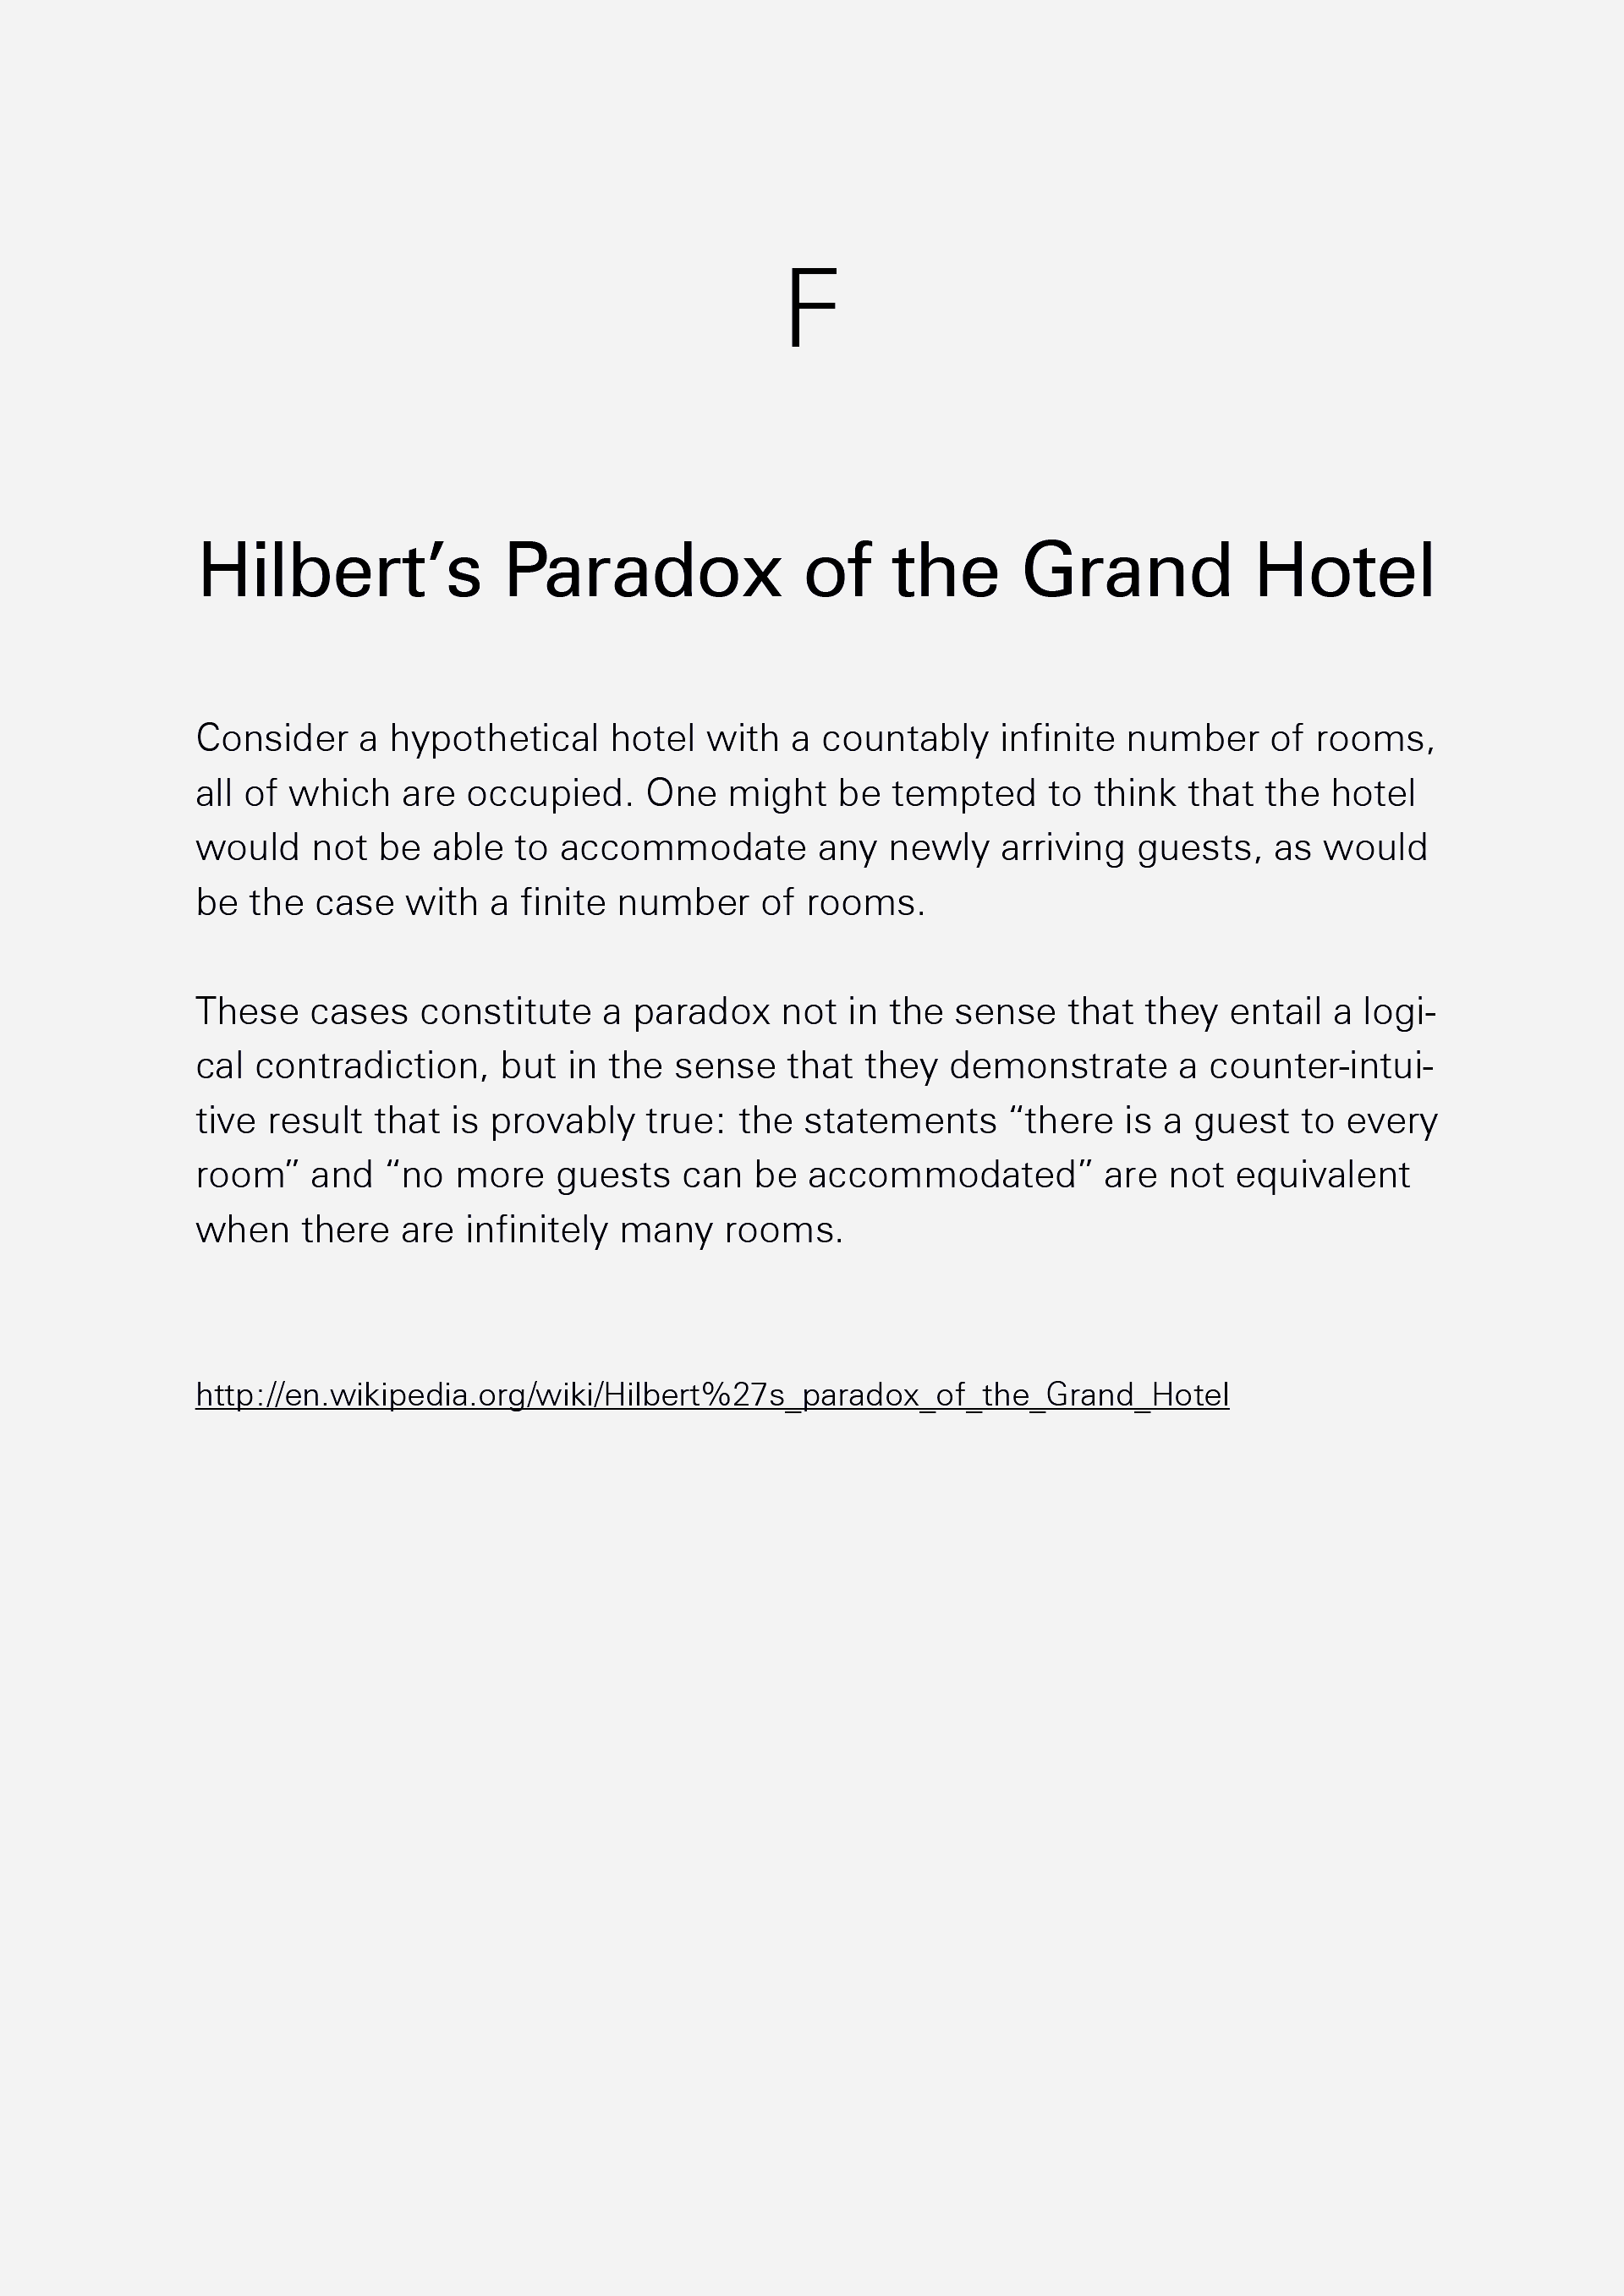 F
Hilbert’s Paradox of the Grand Hotel
Consider a hypothetical hotel with a countably infinite number of rooms,
all of which are occupied. One might be tempted to think that the hotel
would not be able to accommodate any newly arriving guests, as would
be the case with a finite number of rooms.
These cases constitute a paradox not in the sense that they entail a logi-
cal contradiction, but in the sense that they demonstrate a counter-intui-
tive result that is provably true: the statements “there is a guest to every
room” and “no more guests can be accommodated” are not equivalent
when there are infinitely many rooms.
http://en.wikipedia.org/wiki/Hilbert%27s_paradox_of_the_Grand_Hotel